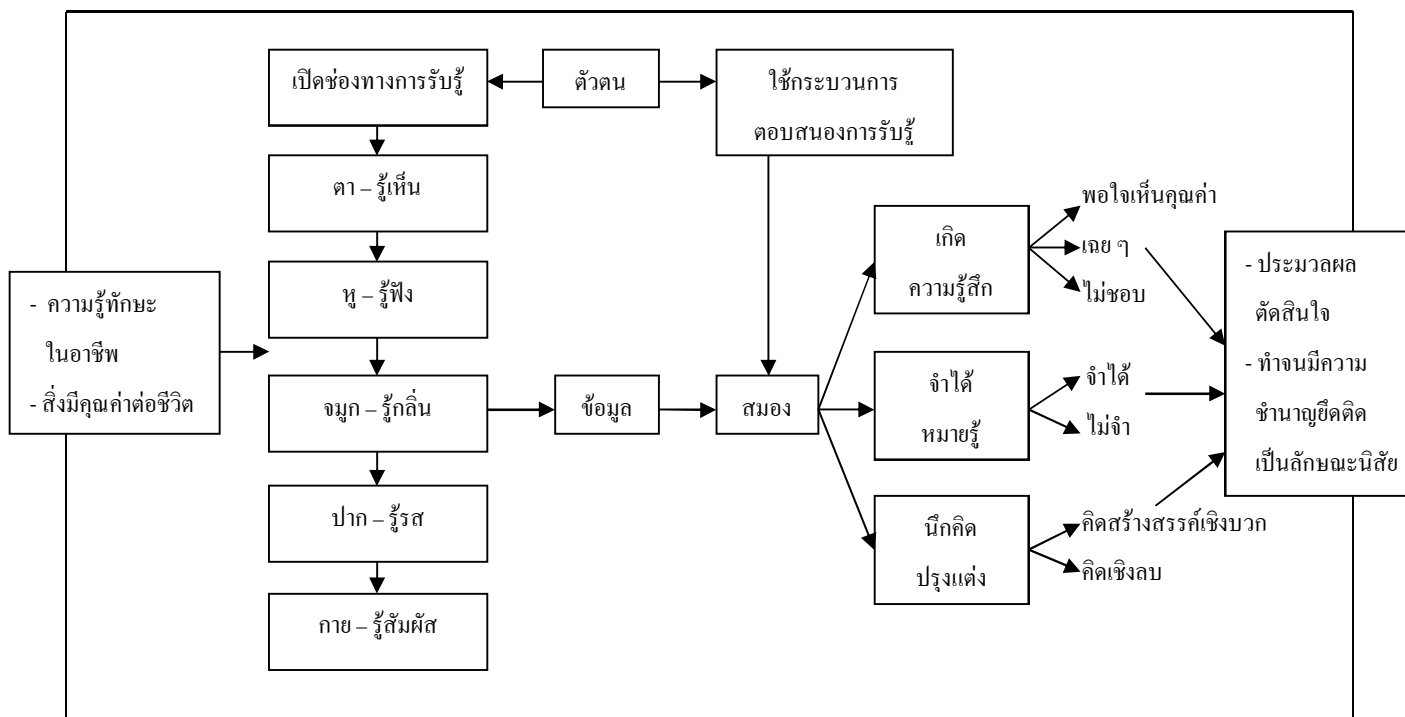 เปิดช่องทางการรับรู้
ตัวตน
ใช้กระบวนการ
ตอบสนองการรับรู้
ตา – รู้เห็น
หู – รู้ฟัง
จมูก – รู้กลิ่น
ปาก – รู้รส
กาย – รู้สัมผัส
- ความรู้ทักษะ
ในอาชีพ
- สิ่งมีคุณค่าต่อชีวิต
ข้อมูล
สมอง
เกิด
ความรู้สึก
พอใจเห็นคุณค่า
เฉย ๆ
ไม่ชอบ
จำได้
หมายรู้
จำได้
ไม่จำ
นึกคิด
ปรุงแต่ง
คิดสร้างสรรค์เชิงบวก
คิดเชิงลบ
- ประมวลผล
ตัดสินใจ
- ทำจนมีความ
ชำนาญยึดติด
เป็นลักษณะนิสัย